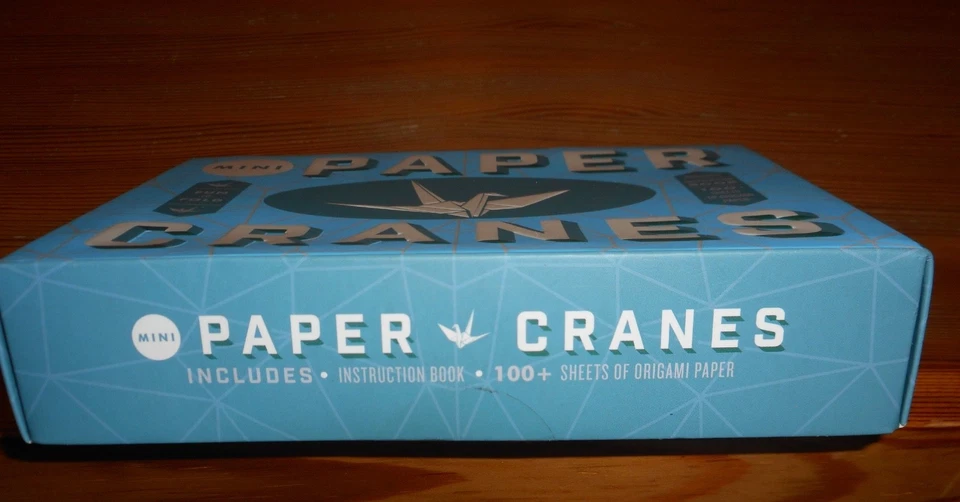 MINI PAPER
CRANES
MINI PAPER CRANES
INCLUDES • INSTRUCTION BOOK • 100+ SHEETS OF ORIGAMI PAPER